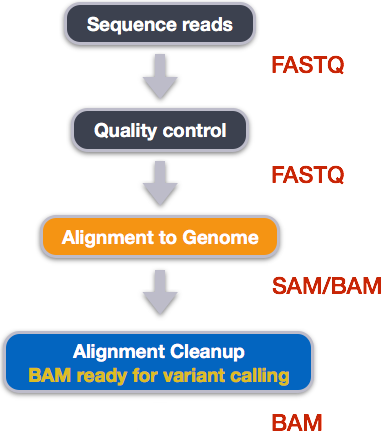 Sequence reads
FASTQ
Quality control
FASTQ
Alignment to Genome
SAM/BAM
Alignment Cleanup
BAM ready for variant calling
BAM